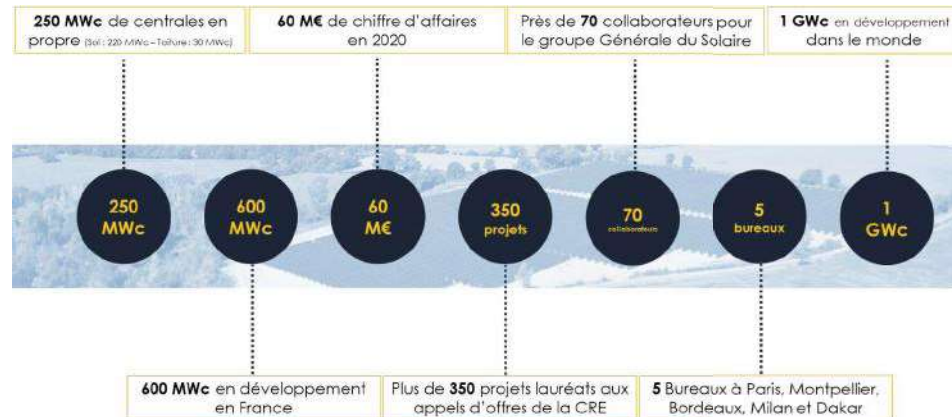 250 MWc de centrales en
propre (Sol : 220 MWc – Toiture : 30 MWc)
60 M€ de chiffre d'affaires
en 2020
Près de 70 collaborateurs pour
le groupe Générale du Solaire
1 GWc en développement
dans le monde
250
MWc
600
MWc
60
M€
350
projets
70
collaborateurs
5
bureaux
1
GWc
600 MWc en développement
en France
Plus de 350 projets lauréats aux
appels d'offres de la CRE
5 Bureaux à Paris, Montpellier,
Bordeaux, Milan et Dakar